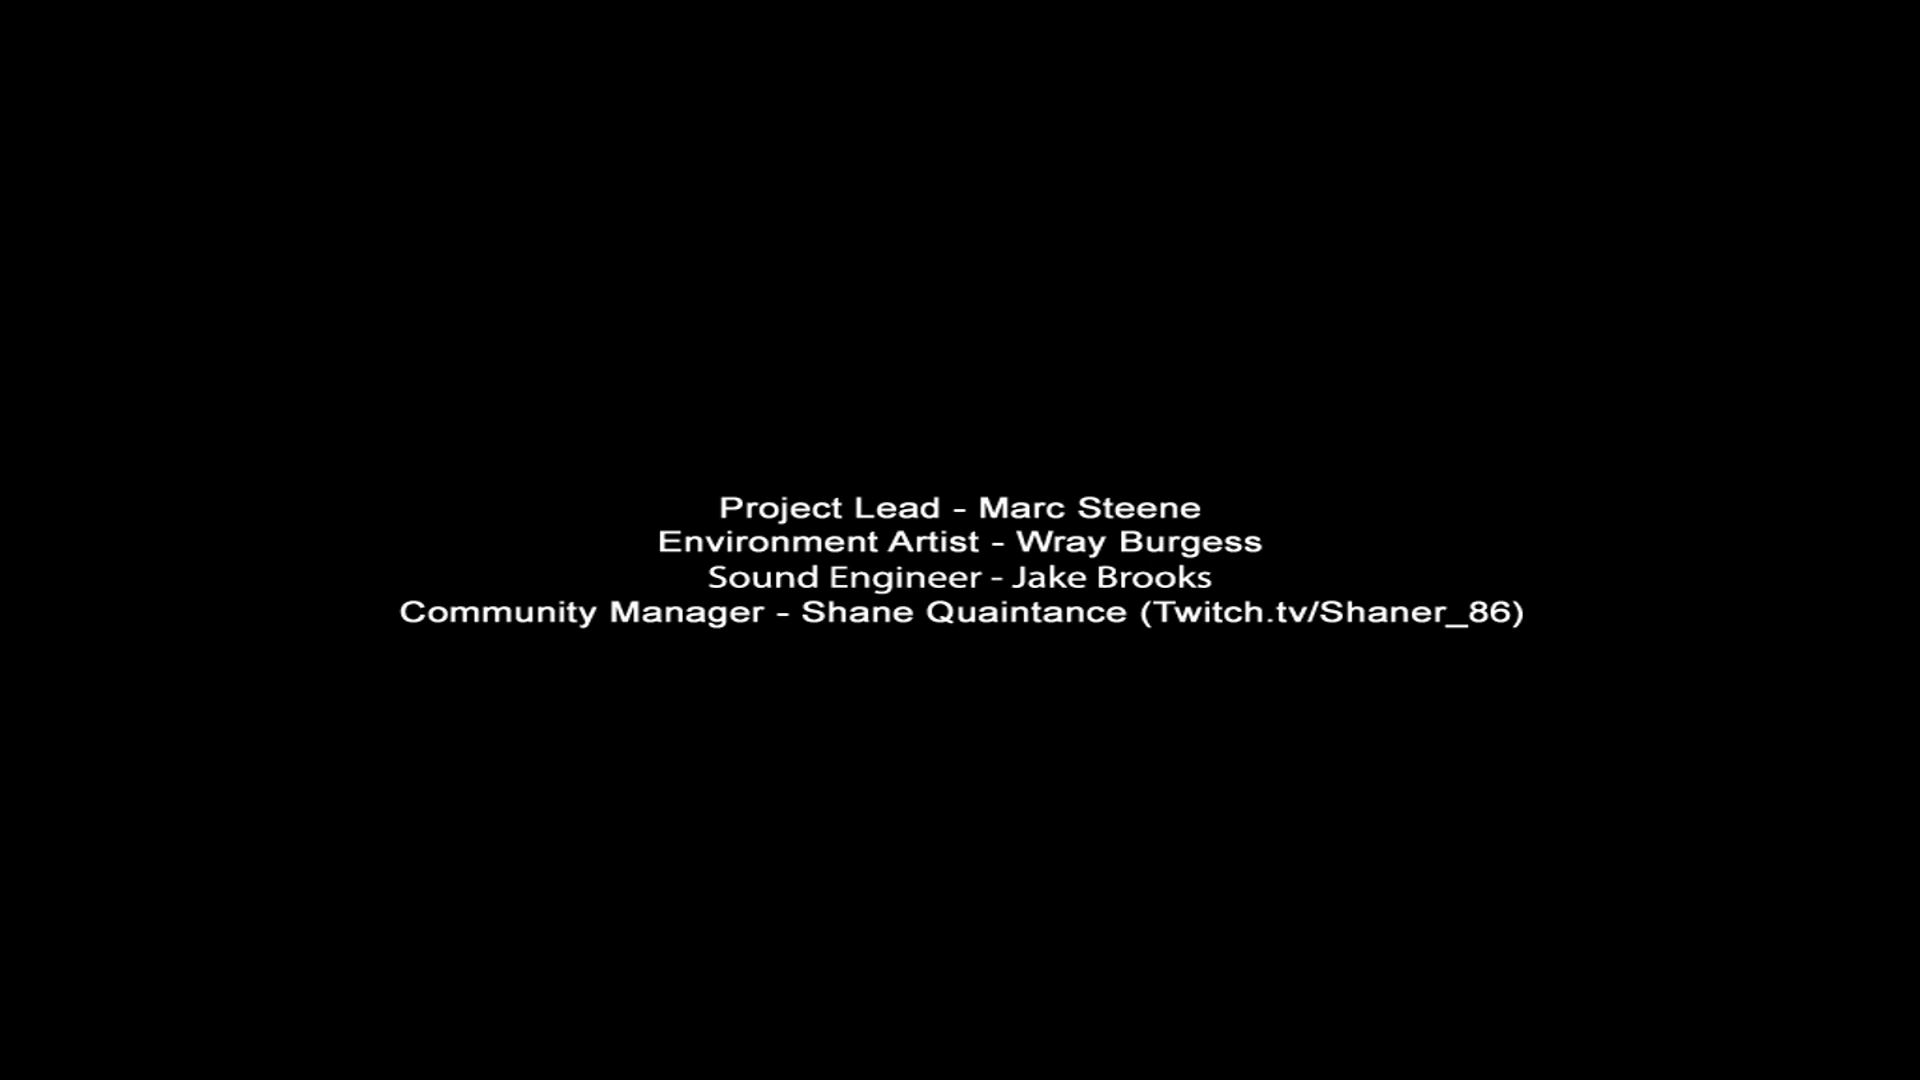 Project Lead - Marc Steene
Environment Artist - Wray Burgess
Sound Engineer - Jake Brooks
Community Manager - Shane Quaintance (Twitch.tv/Shaner_86)